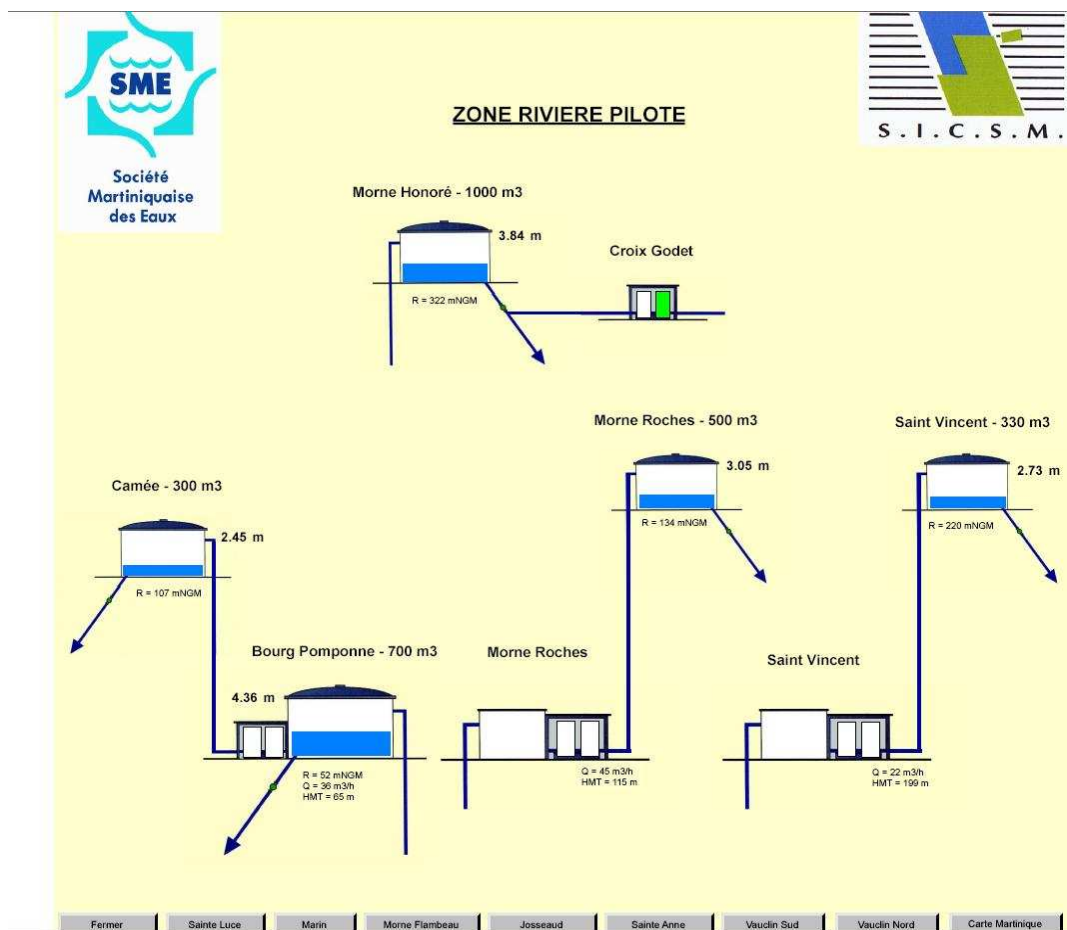 SME
Société
Martiniquaise
des Eaux
S.I.C.S.M.
ZONE RIVIERE PILOTE
Morne Honoré - 1000 m3
3.84 m
R = 322 mNGM
Croix Godet
Morne Roches - 500 m3
3.05 m
R = 134 mNGM
Saint Vincent - 330 m3
2.73 m
R = 220 mNGM
Camée - 300 m3
2.45 m
R = 107 mNGM
Bourg Pomponne - 700 m3
4.36 m
R = 52 mNGM
Q = 36 m3/h
HMT = 65 m
Morne Roches
Q = 45 m3/h
HMT = 115 m
Saint Vincent
Q = 22 m3/h
HMT = 199 m
Fermer
Sainte Luce
Marin
Morne Flambeau
Josseaud
Sainte Anne
Vauclin Sud
Vauclin Nord
Carte Martinique